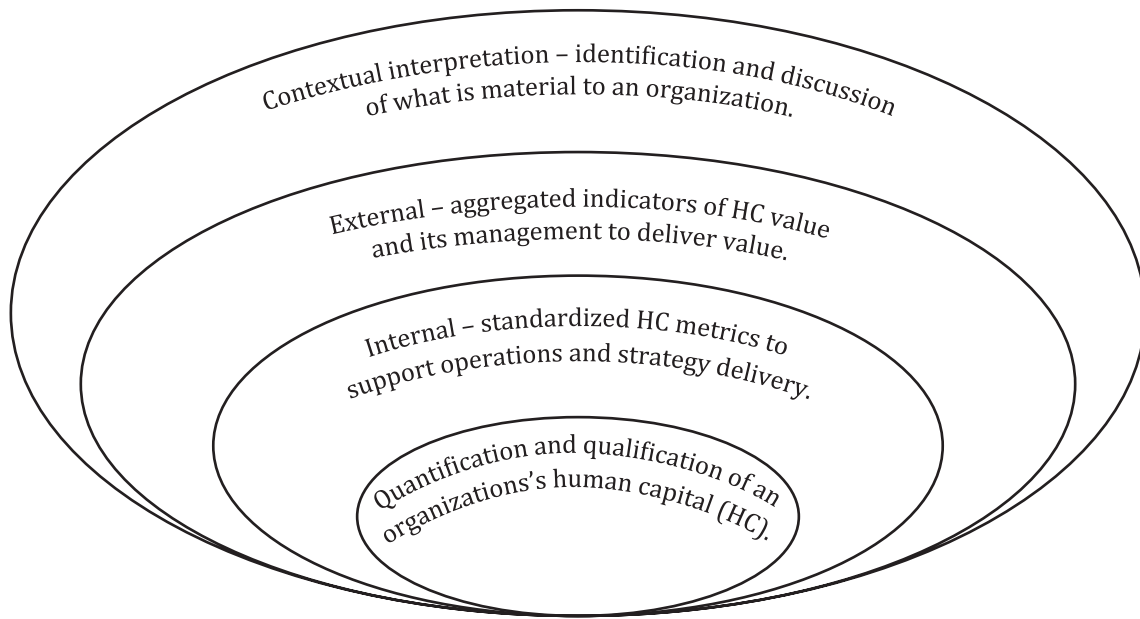 Contextual interpretation – identification and discussion
of what is material to an organization.
External – aggregated indicators of HC value
and its management to deliver value.
Internal – standardized HC metrics to
support operations and strategy delivery.
Quantification and qualification of an
organizations's human capital (HC).